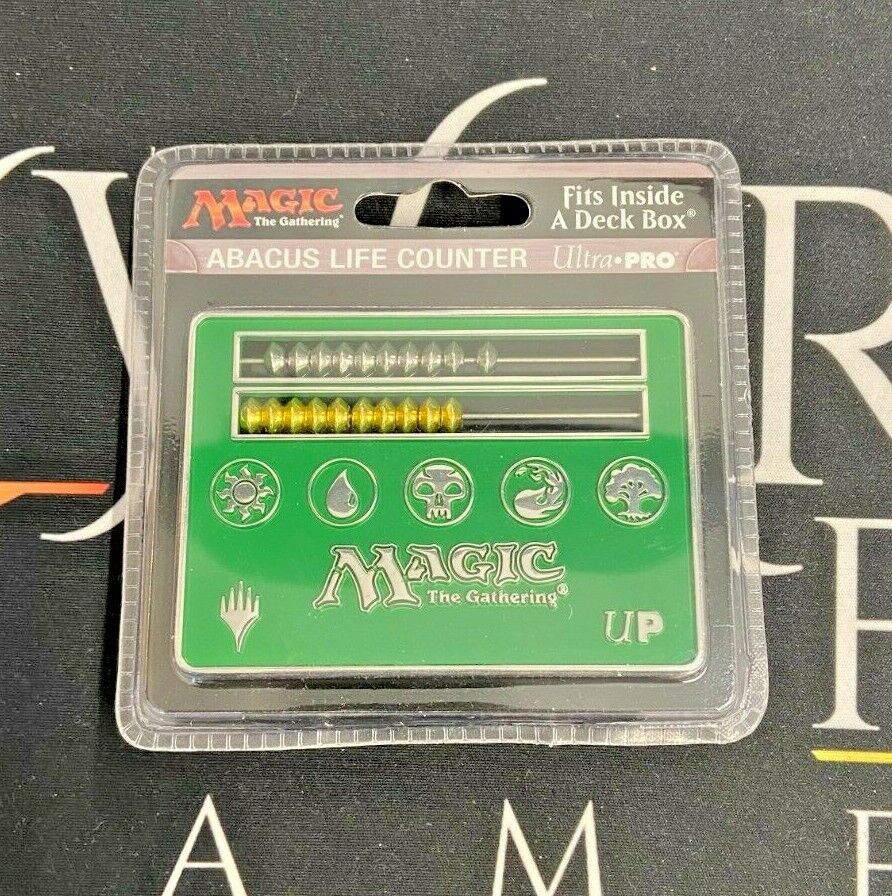 MAGIC
The Gathering®
Fits Inside
A Deck Box®
ABACUS LIFE COUNTER
Ultra•PRO®
MAGIC
The Gathering®
UP
A M E